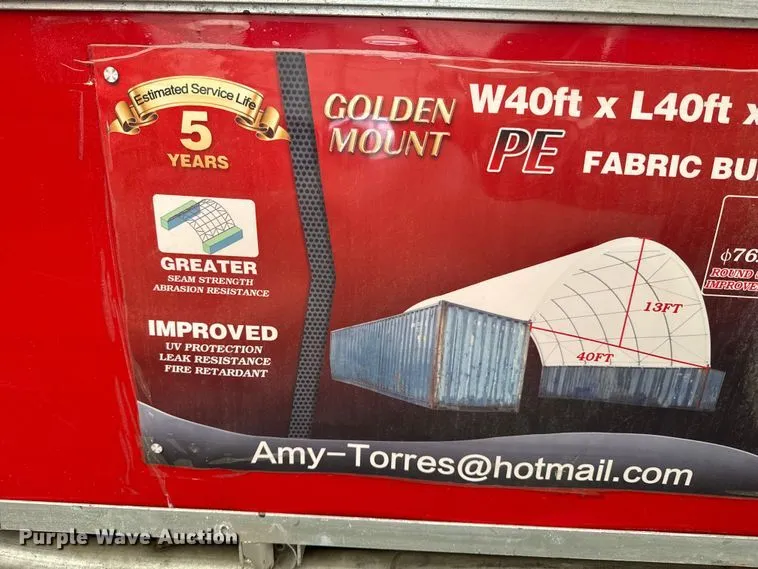 Estimated Service Life
5
YEARS
GOLDEN
MOUNT
W40ft x L40ft x
PE FABRIC BU
GREATER
SEAM STRENGTH
ABRASION RESISTANCE
IMPROVED
UV PROTECTION
LEAK RESISTANCE
FIRE RETARDANT
ϕ76
ROUND
IMPROVE
13FT
40FT
Amy-Torres@hotmail.com
Purple Wave Auction